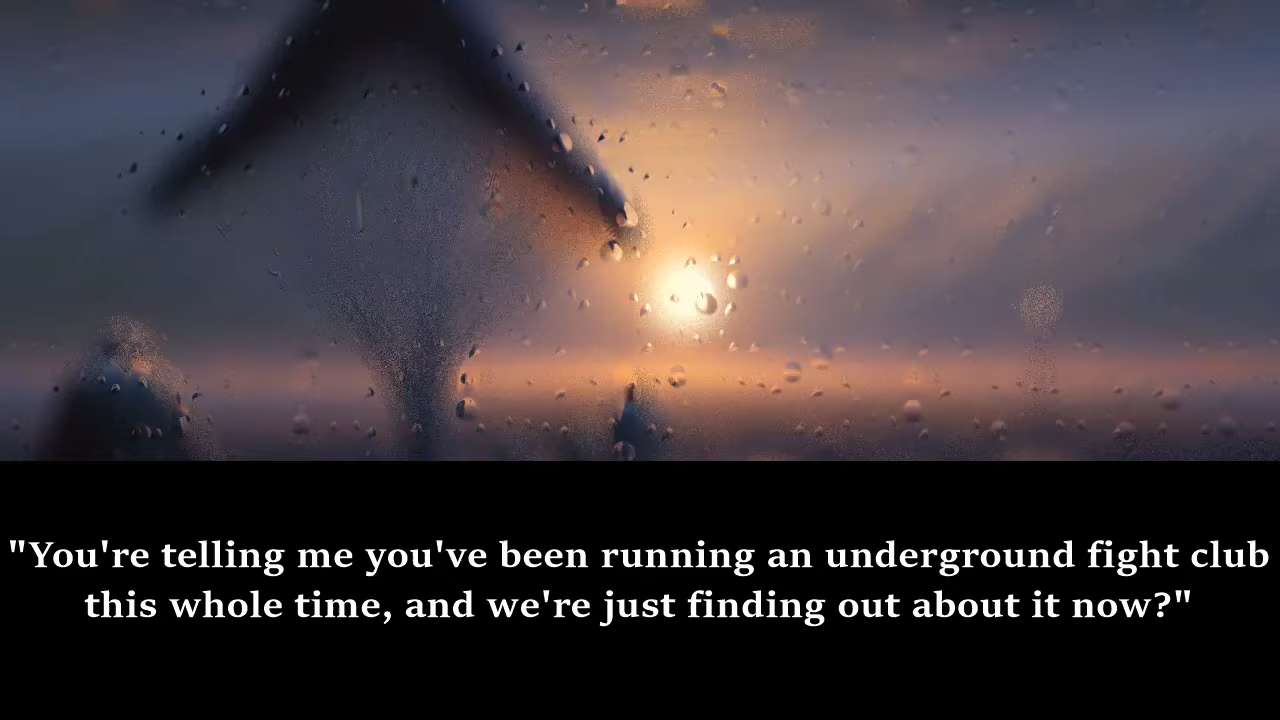 "You're telling me you've been running an underground fight club
this whole time, and we're just finding out about it now?"